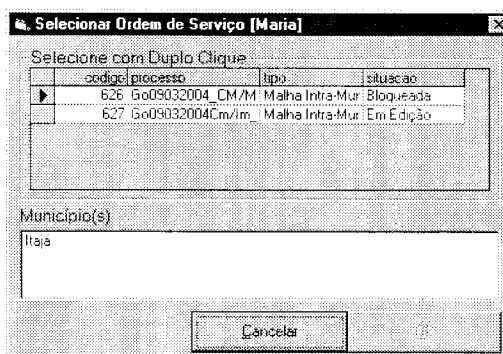 Selecionar Ordem de Serviço [Maria]
Selecione com Duplo Clique
codigo processo tipo situacao
626 Go09032004_CM/M Malha Intra-Mur Bloqueada
627 Go09032004Cm/Im_ Malha Intra-Mur Em Edição
Município(s)
Itaja
Cancelar